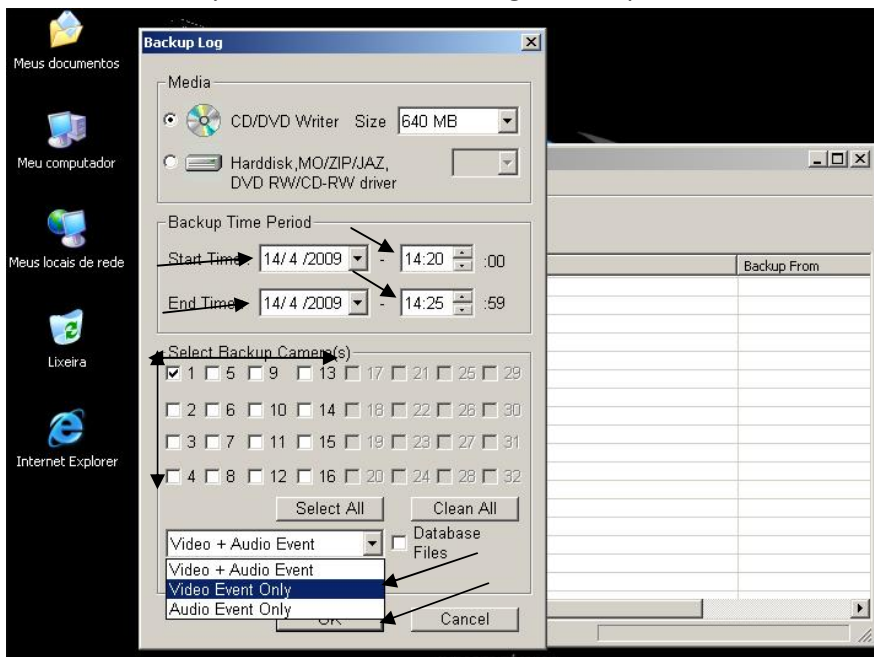 Meus documentos
Meu computador
Meus locais de rede
Lixeira
Internet Explorer
Backup Log
Media
CD/DVD Writer Size 640 MB
Harddisk,MO/ZIP/JAZ,
DVD RW/CD-RW driver
Backup Time Period
Start Time: 14/ 4 /2009 - 14:20 :00
End Time: 14/ 4 /2009 - 14:25 :59
Select Backup Camera(s)
1 5 9 13 17 21 25 29
2 6 10 14 18 22 26 30
3 7 11 15 19 23 27 31
4 8 12 16 20 24 28 32
Select All Clean All
Video + Audio Event
Database
Files
Video + Audio Event
Video Event Only
Audio Event Only
OK Cancel
Backup From